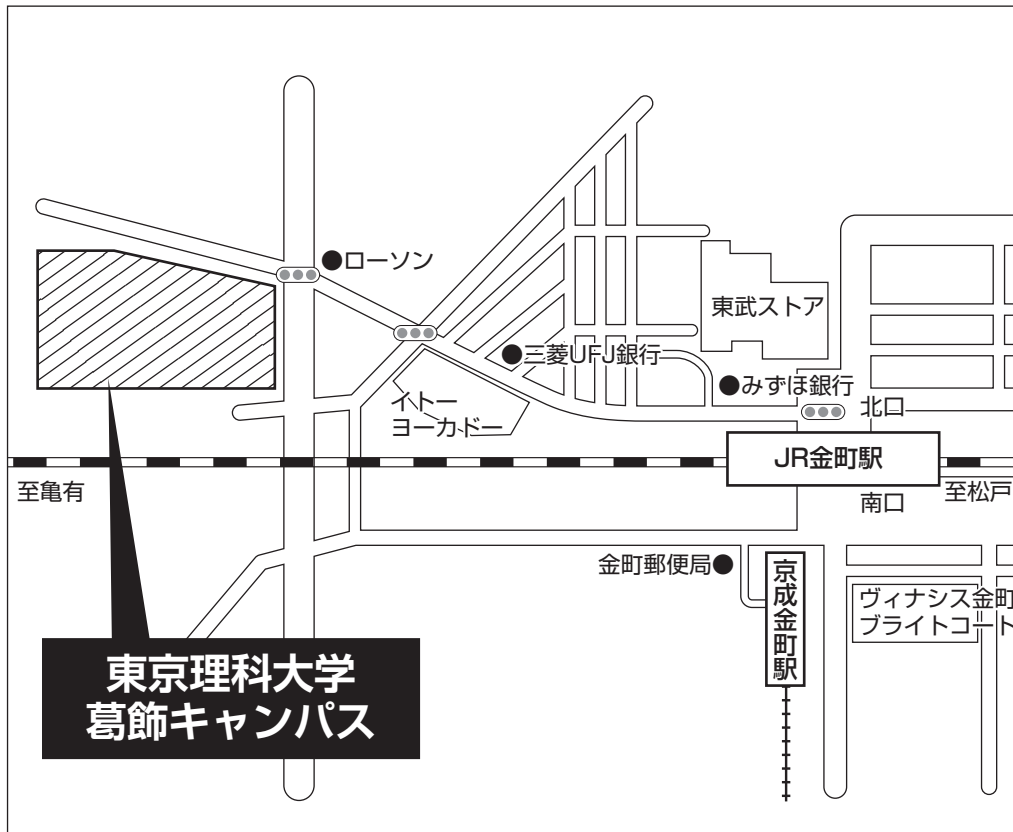 ローソン
東武ストア
三菱UFJ銀行
みずほ銀行
イトー
ヨーカドー
北口
JR金町駅
至亀有
南口
至松戸
金町郵便局
京成金町駅
ヴィナシス金町
ブライトコート
東京理科大学
葛飾キャンパス